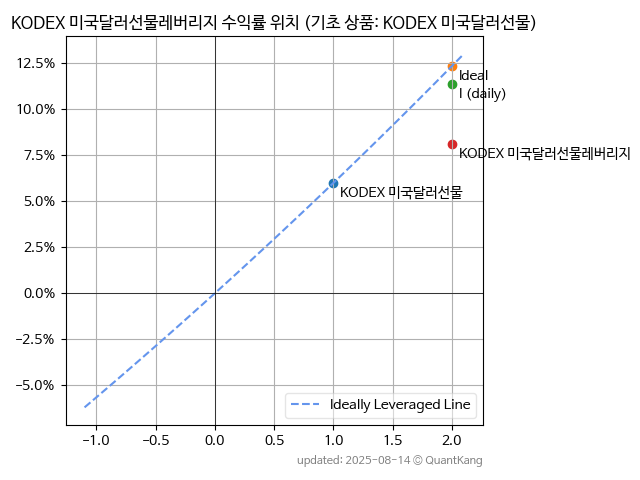 KODEX 미국달러선물레버리지 수익률 위치 (기초 상품: KODEX 미국달러선물)
12.5%
10.0%
7.5%
5.0%
2.5%
0.0%
−2.5%
−5.0%
Ideal
I (daily)
KODEX 미국달러선물레버리지
KODEX 미국달러선물
Ideally Leveraged Line
−1.0 −0.5 0.0 0.5 1.0 1.5 2.0
updated: 2025-08-14 © QuantKang